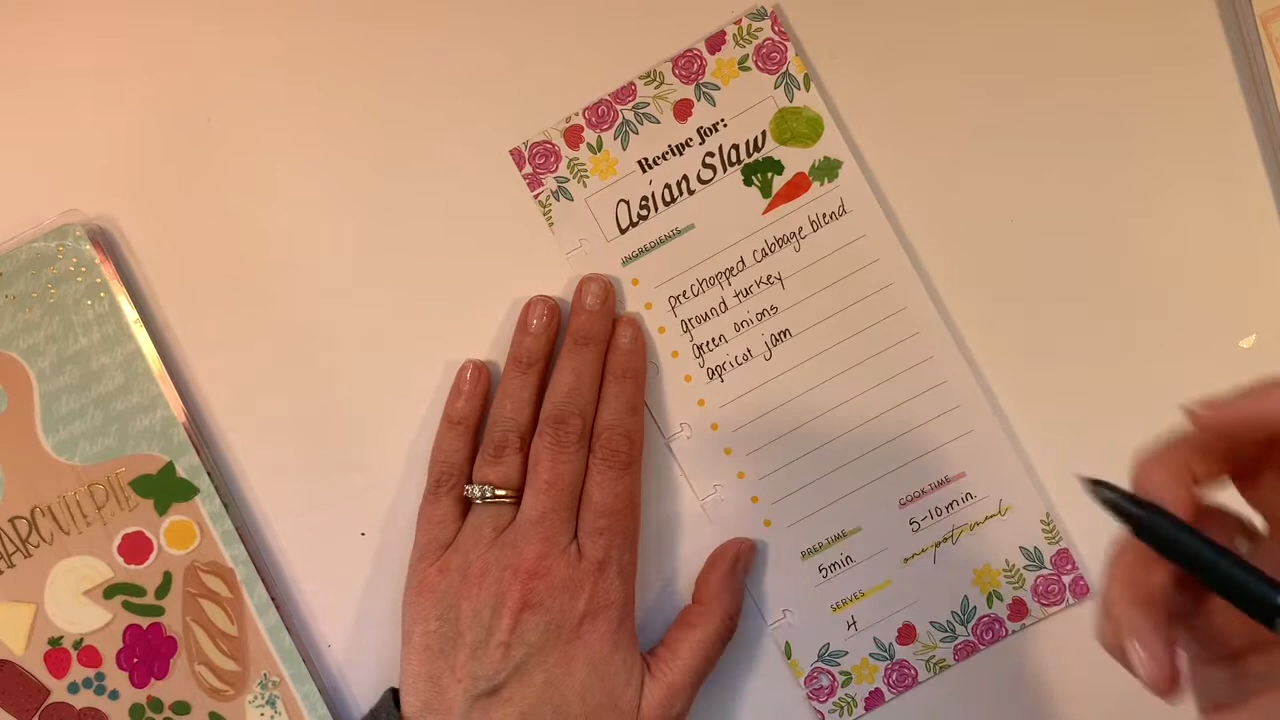 Recipe for:
Asian Slaw
INGREDIENTS
prechopped cabbage blend
ground turkey
green onions
apricot jam
PREP TIME
5min.
COOK TIME
5-10 min.
one-pot meal
SERVES
4
ARCUTERIE